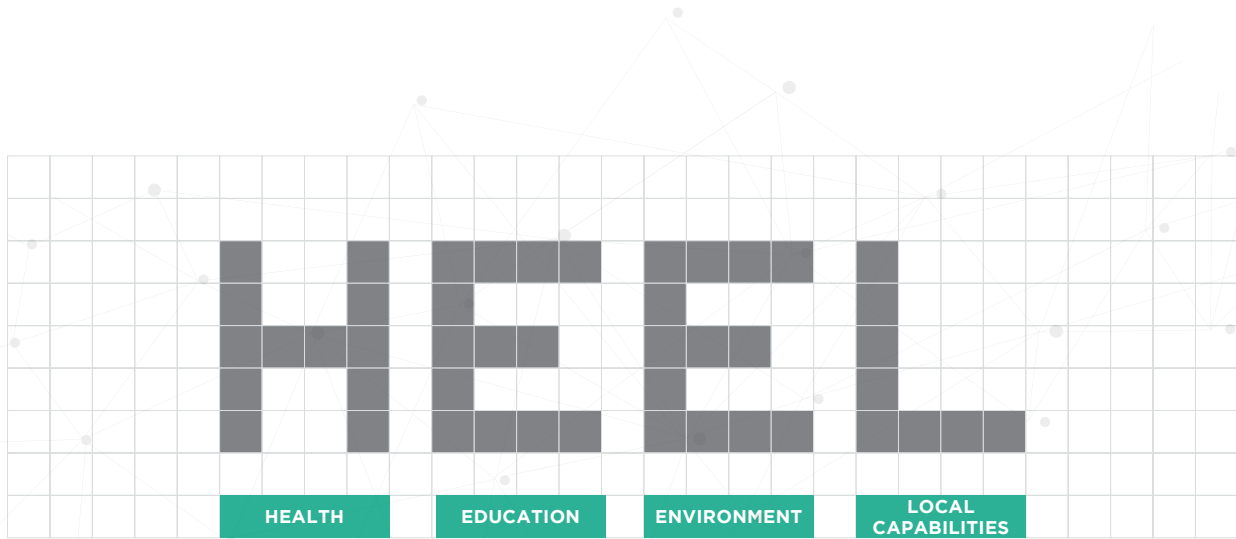 HEEL
HEALTH
EDUCATION
ENVIRONMENT
LOCAL
CAPABILITIES